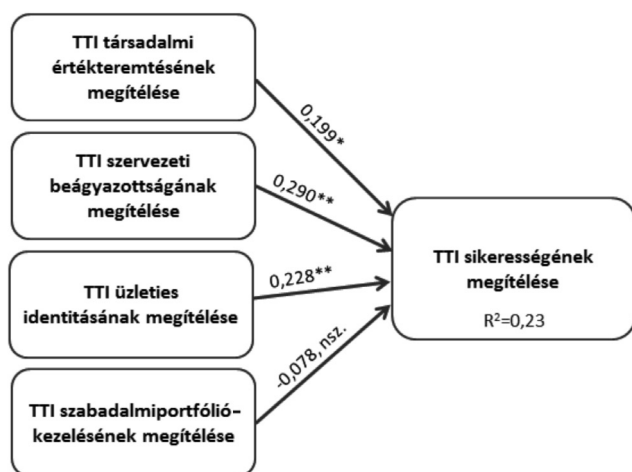 TTI társadalmi
értékteremtésének
megítélése
0,199*
TTI szervezeti
beágyazottságának
megítélése
0,290**
TTI üzleties
identitásának megítélése
0,228**
TTI szabadalmiportfólió-
kezelésének megítélése
-0,078, nsz.
TTI sikerességének
megítélése
R²=0,23